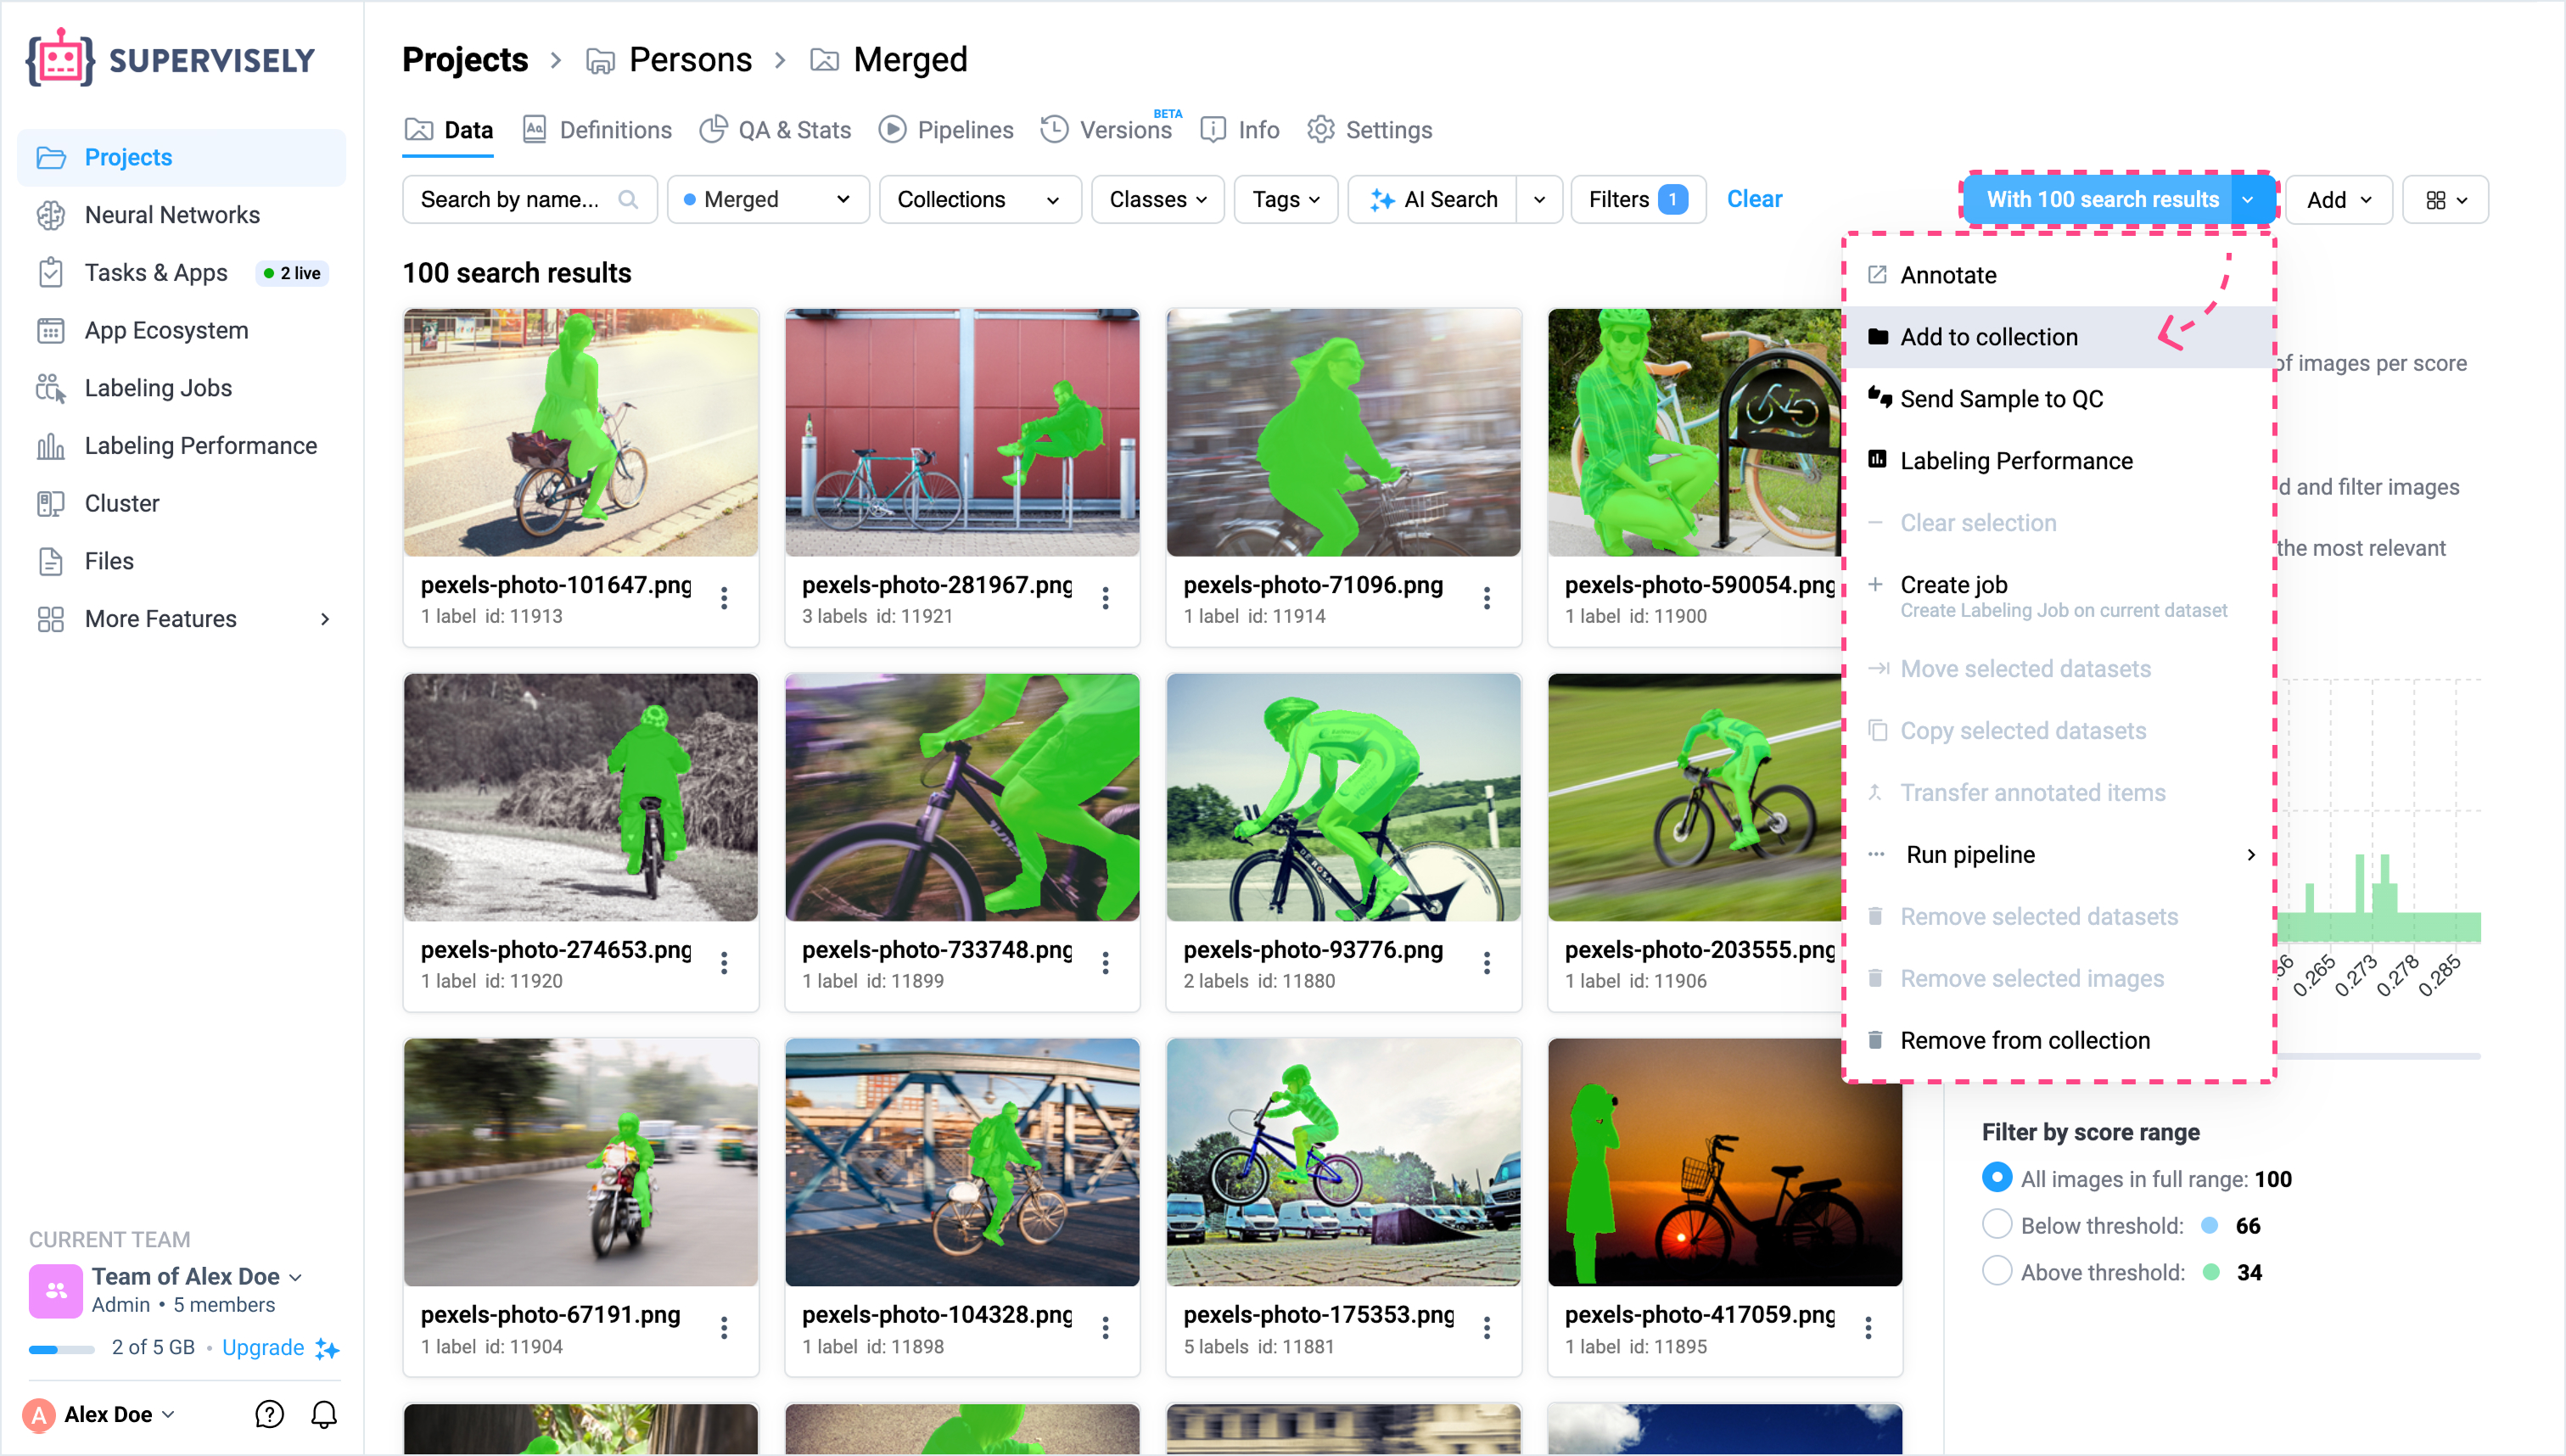 SUPERVISELY
Projects
Neural Networks
Tasks & Apps
2 live
App Ecosystem
Labeling Jobs
Labeling Performance
Cluster
Files
More Features
CURRENT TEAM
Team of Alex Doe
Admin • 5 members
2 of 5 GB • Upgrade
A Alex Doe
Projects > Persons > Merged
Data
Definitions
QA & Stats
Pipelines
Versions BETA
Info
Settings
Search by name...
Merged
Collections
Classes
Tags
AI Search
Filters 1
Clear
With 100 search results
Add
100 search results
pexels-photo-101647.png
1 label id: 11913
pexels-photo-281967.png
3 labels id: 11921
pexels-photo-71096.png
1 label id: 11914
pexels-photo-590054.png
1 label id: 11900
pexels-photo-274653.png
1 label id: 11920
pexels-photo-733748.png
1 label id: 11899
pexels-photo-93776.png
2 labels id: 11880
pexels-photo-203555.png
1 label id: 11906
pexels-photo-67191.png
1 label id: 11904
pexels-photo-104328.png
1 label id: 11898
pexels-photo-175353.png
5 labels id: 11881
pexels-photo-417059.png
1 label id: 11895
Annotate
Add to collection
Send Sample to QC
Labeling Performance
Clear selection
Create job
Create Labeling Job on current dataset
Move selected datasets
Copy selected datasets
Transfer annotated items
Run pipeline
Remove selected datasets
Remove selected images
Remove from collection
of images per score
d and filter images
the most relevant
0.265
0.273
0.278
0.285
Filter by score range
All images in full range: 100
Below threshold: 66
Above threshold: 34